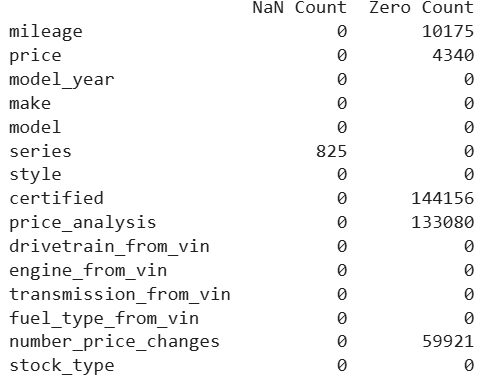 NaN Count Zero Count
mileage 0 10175
price 0 4340
model_year 0 0
make 0 0
model 0 0
series 825 0
style 0 0
certified 0 144156
price_analysis 0 133080
drivetrain_from_vin 0 0
engine_from_vin 0 0
transmission_from_vin 0 0
fuel_type_from_vin 0 0
number_price_changes 0 59921
stock_type 0 0